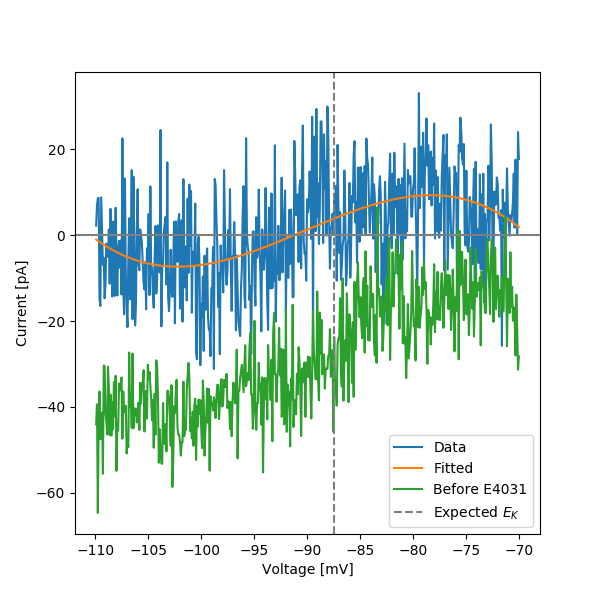 20
0
−20
−40
−60
Current [pA]
Data
Fitted
Before E4031
Expected $E_K$
−110 −105 −100 −95 −90 −85 −80 −75 −70
Voltage [mV]